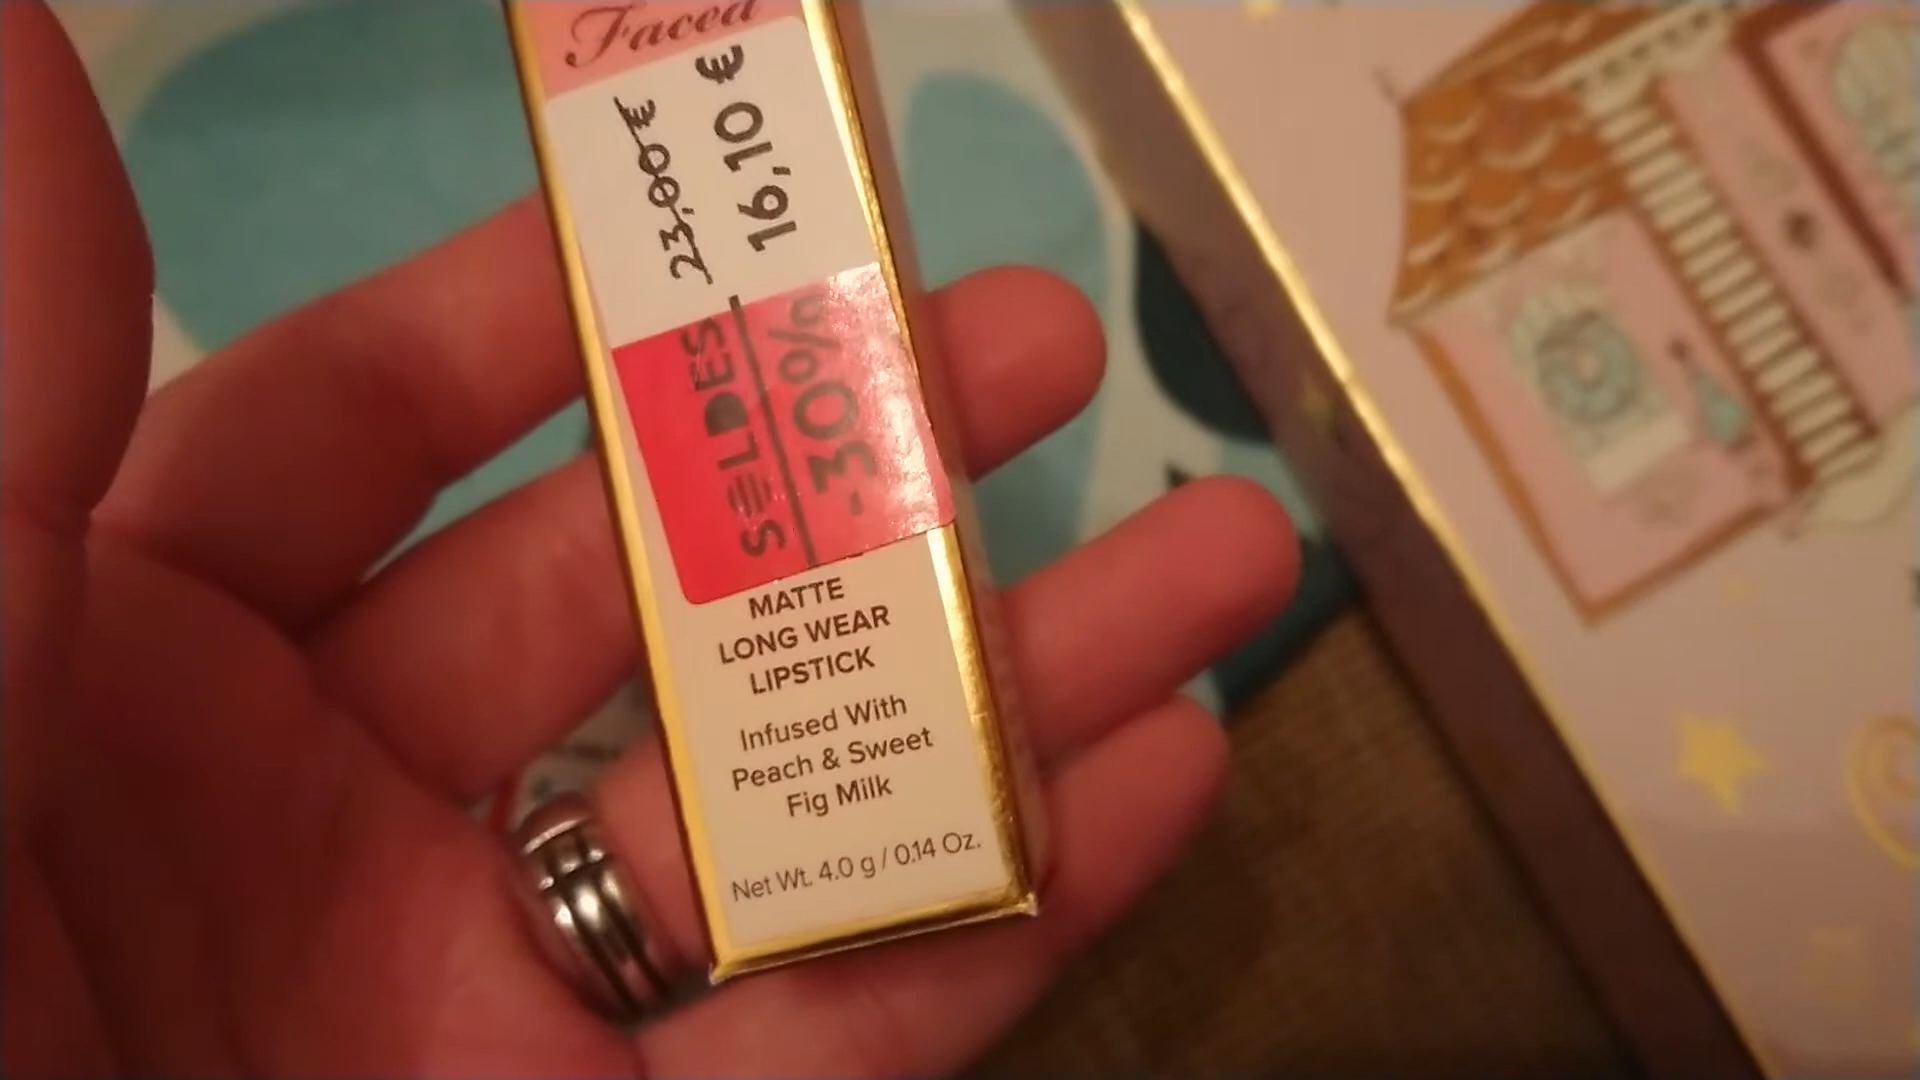 Faced
23,00 €
16,10 €
SOLDES
-30%
MATTE
LONG WEAR
LIPSTICK
Infused With
Peach & Sweet
Fig Milk
Net Wt. 4.0 g / 0.14 Oz.